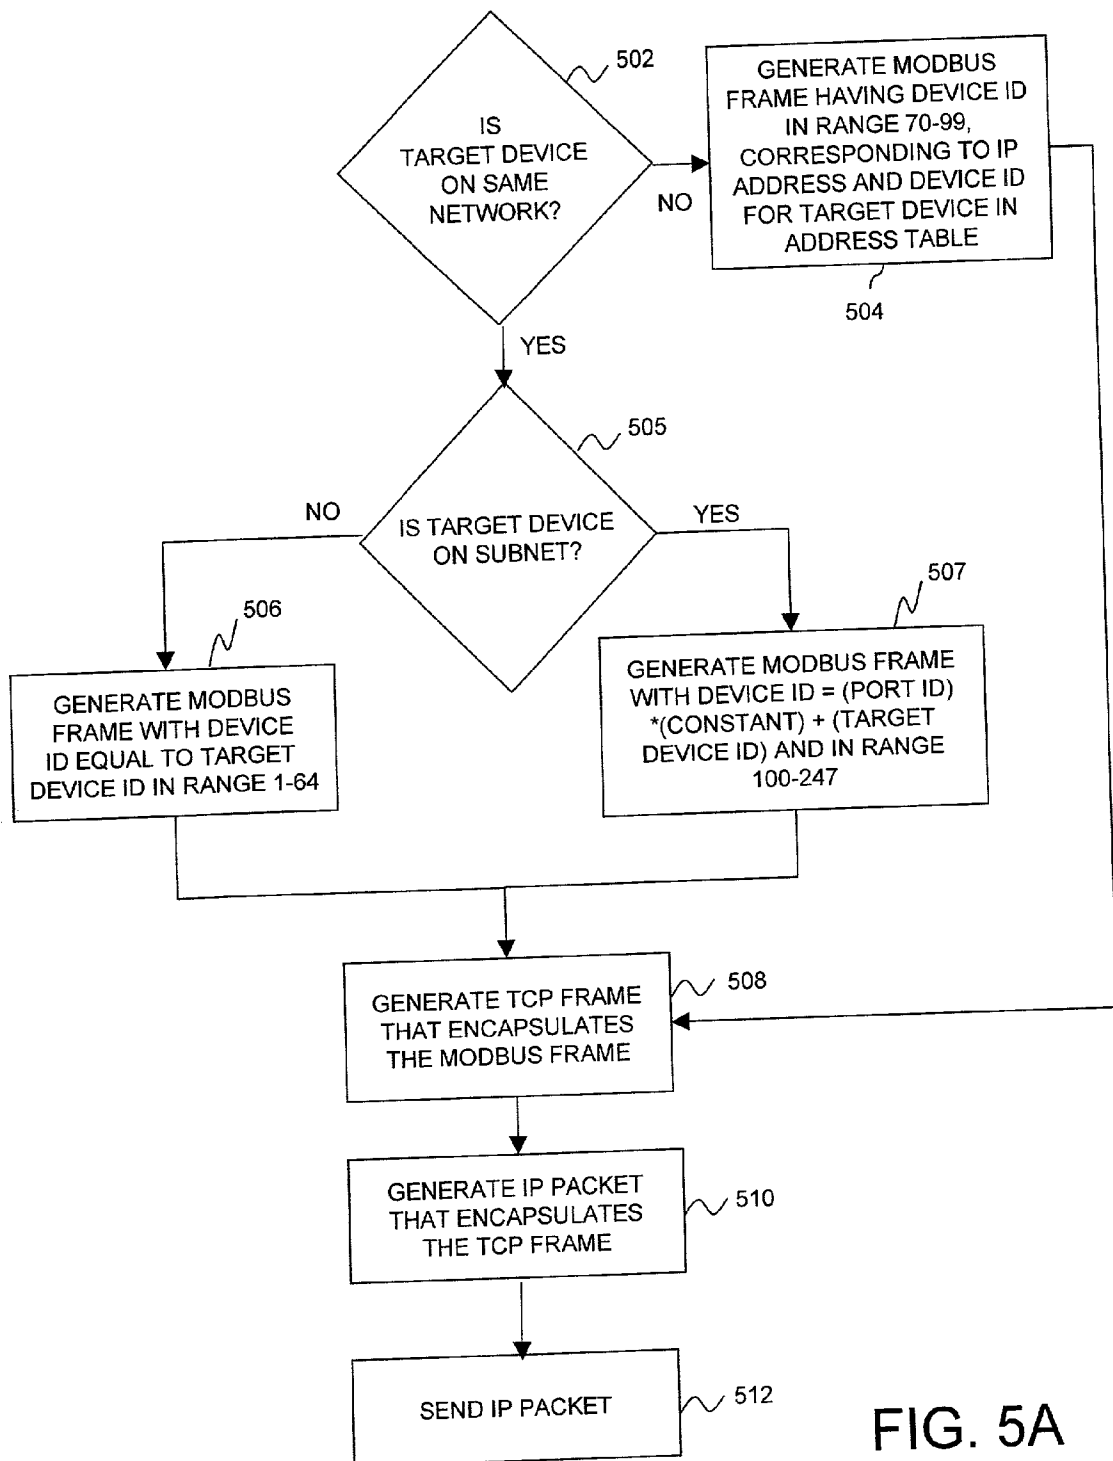 502
IS
TARGET DEVICE
ON SAME
NETWORK?
NO
GENERATE MODBUS
FRAME HAVING DEVICE ID
IN RANGE 70-99,
CORRESPONDING TO IP
ADDRESS AND DEVICE ID
FOR TARGET DEVICE IN
ADDRESS TABLE
504
YES
505
IS TARGET DEVICE
ON SUBNET?
NO
YES
506
GENERATE MODBUS
FRAME WITH DEVICE
ID EQUAL TO TARGET
DEVICE ID IN RANGE 1-64
507
GENERATE MODBUS FRAME
WITH DEVICE ID = (PORT ID)
*(CONSTANT) + (TARGET
DEVICE ID) AND IN RANGE
100-247
GENERATE TCP FRAME
THAT ENCAPSULATES
THE MODBUS FRAME
508
GENERATE IP PACKET
THAT ENCAPSULATES
THE TCP FRAME
510
SEND IP PACKET
512
FIG. 5A